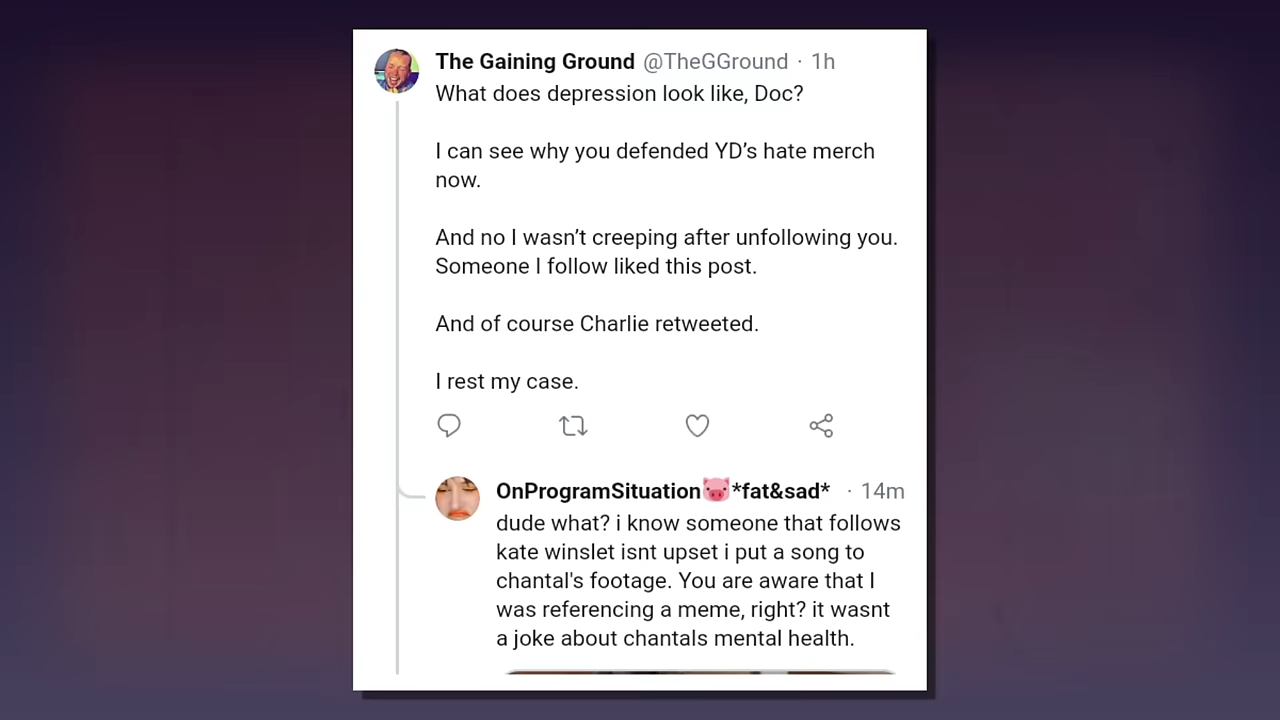 The Gaining Ground @TheGGround · 1h
What does depression look like, Doc?
I can see why you defended YD’s hate merch
now.
And no I wasn’t creeping after unfollowing you.
Someone I follow liked this post.
And of course Charlie retweeted.
I rest my case.
OnProgramSituation🐷*fat&sad* · 14m
dude what? i know someone that follows
kate winslet isnt upset i put a song to
chantal's footage. You are aware that I
was referencing a meme, right? it wasnt
a joke about chantals mental health.